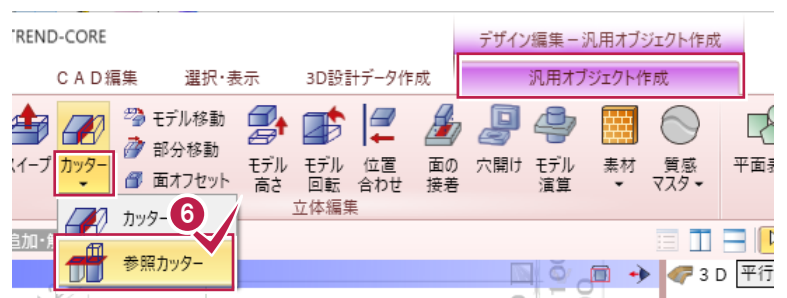 TREND-CORE
デザイン編集 – 汎用オブジェクト作成
CAD編集 選択・表示 3D設計データ作成 汎用オブジェクト作成
スイープ カッター モデル移動 部分移動 面オフセット モデル高さ モデル回転 位置合わせ 面の接着 穴開け モデル演算 素材 質感マスタ 平面
立体編集
カッター
6
参照カッター
追加・
3D 平行